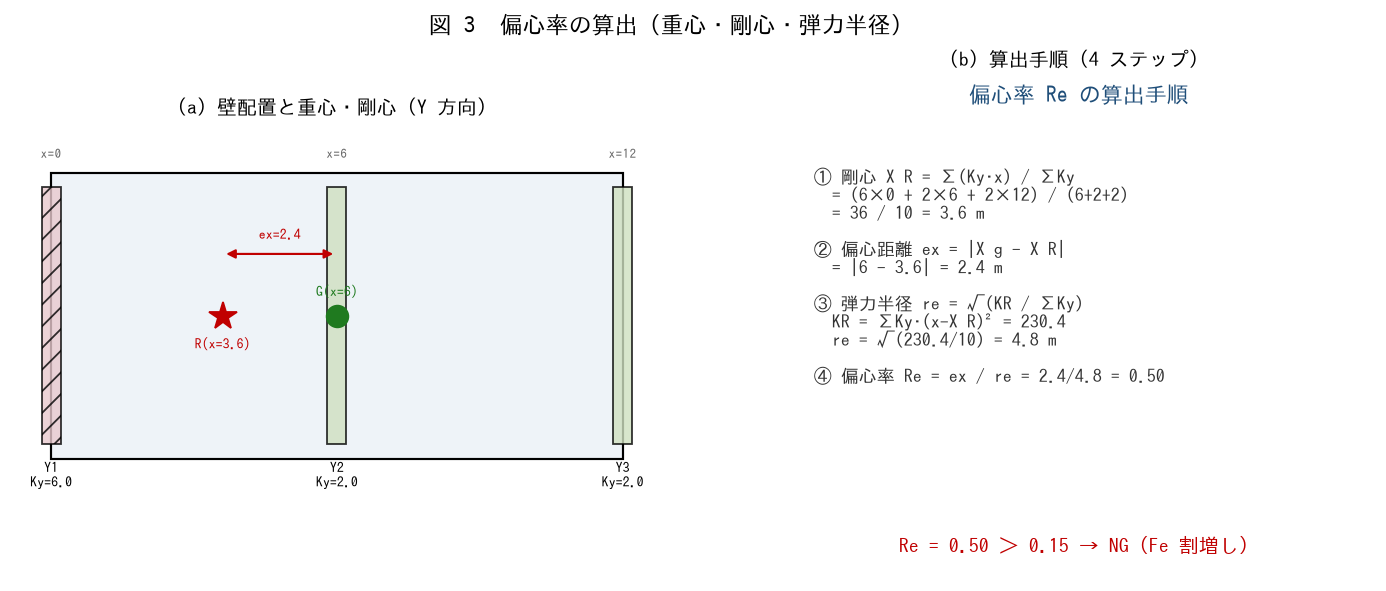 図 3　偏心率の算出（重心・剛心・弾力半径）
(a) 壁配置と重心・剛心（Y 方向）
x=0
x=6
x=12
ex=2.4
G(x=6)
R(x=3.6)
Y1
Ky=6.0
Y2
Ky=2.0
Y3
Ky=2.0
(b) 算出手順（4 ステップ）
偏心率 Re の算出手順
① 剛心 X R = Σ(Ky·x) / ΣKy
= (6×0 + 2×6 + 2×12) / (6+2+2)
= 36 / 10 = 3.6 m
② 偏心距離 ex = |X g − X R|
= |6 − 3.6| = 2.4 m
③ 弾力半径 re = √(KR / ΣKy)
KR = ΣKy·(x−X R)² = 230.4
re = √(230.4/10) = 4.8 m
④ 偏心率 Re = ex / re = 2.4/4.8 = 0.50
Re = 0.50 ＞ 0.15 → NG（Fe 割増し）